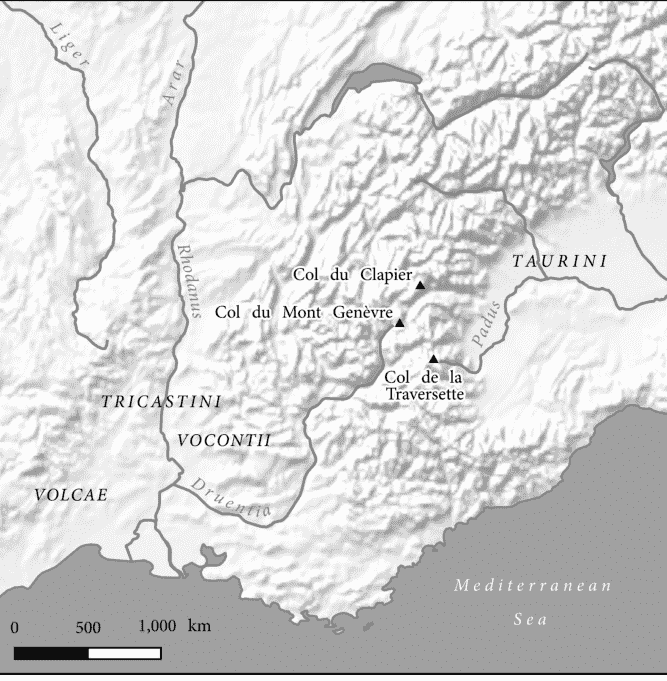 Liger
Arar
Rhodanus
TAURINI
Col du Clapier
Col du Mont Genèvre
Padus
Col de la
Traversette
TRICASTINI
VOCONTII
VOLCAE
Druentia
Mediterranean
Sea
0 500 1,000 km